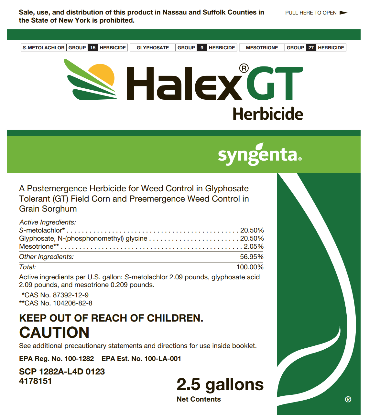 Sale, use, and distribution of this product in Nassau and Suffolk Counties in
the State of New York is prohibited.
PULL HERE TO OPEN
S-METOLACHLOR GROUP 15 HERBICIDE GLYPHOSATE GROUP 9 HERBICIDE MESOTRIONE GROUP 27 HERBICIDE
Halex® GT
Herbicide
syngenta.
A Postemergence Herbicide for Weed Control in Glyphosate
Tolerant (GT) Field Corn and Preemergence Weed Control in
Grain Sorghum
Active Ingredients:
S-metolachlor* . . . . . . . . . . . . . . . . . . . . . . . . . . . . . . . . . . . . . . . . . . 20.50%
Glyphosate, N-(phosphonomethyl) glycine . . . . . . . . . . . . . . . . . . . . . . 20.50%
Mesotrione** . . . . . . . . . . . . . . . . . . . . . . . . . . . . . . . . . . . . . . . . . . . 2.05%
Other Ingredients: 56.95%
Total: 100.00%
Active ingredients per U.S. gallon: S-metolachlor 2.09 pounds, glyphosate acid
2.09 pounds, and mesotrione 0.209 pounds.
*CAS No. 87392-12-9
**CAS No. 104206-82-8
KEEP OUT OF REACH OF CHILDREN.
CAUTION
See additional precautionary statements and directions for use inside booklet.
EPA Reg. No. 100-1282 EPA Est. No. 100-LA-001
SCP 1282A-L4D 0123
4178151
2.5 gallons
Net Contents
®